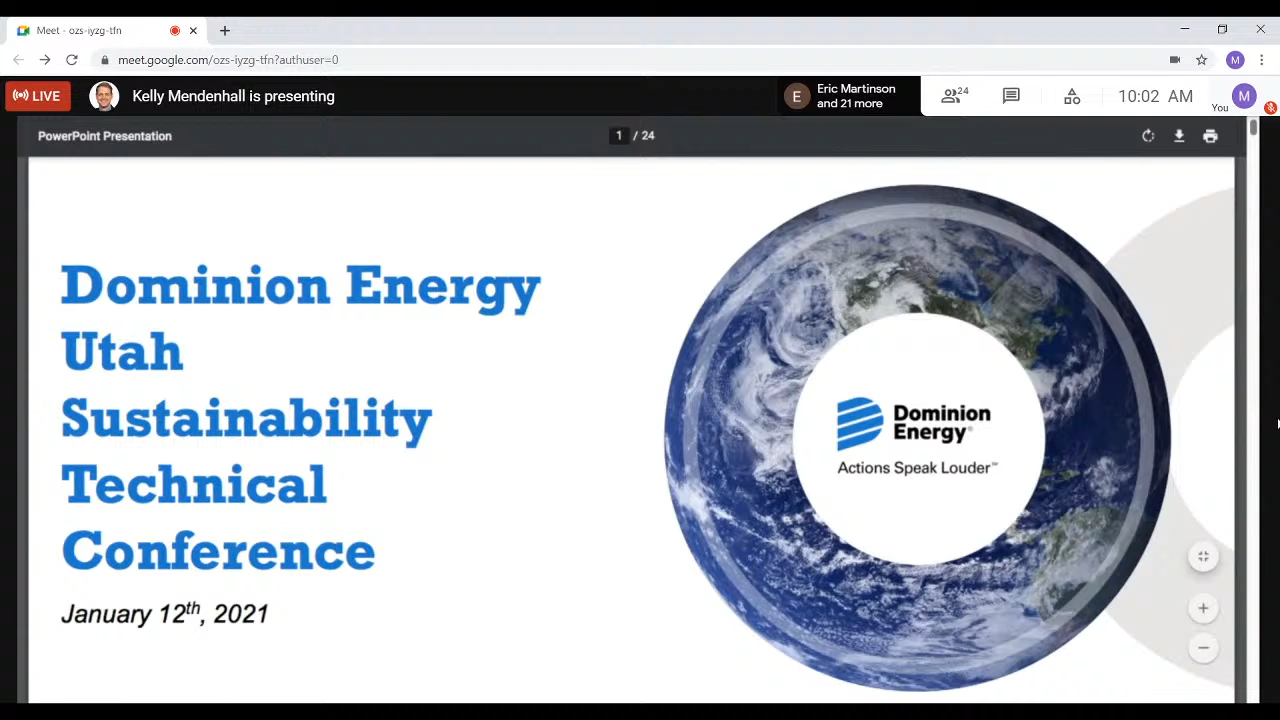 Meet - ozs-iyzg-tfn
meet.google.com/ozs-iyzg-tfn?authuser=0
M
LIVE
Kelly Mendenhall is presenting
E
Eric Martinson
and 21 more
24
10:02 AM
You
M
PowerPoint Presentation
1 / 24
Dominion Energy
Utah
Sustainability
Technical
Conference
January 12th, 2021
Dominion
Energy®
Actions Speak Louder℠